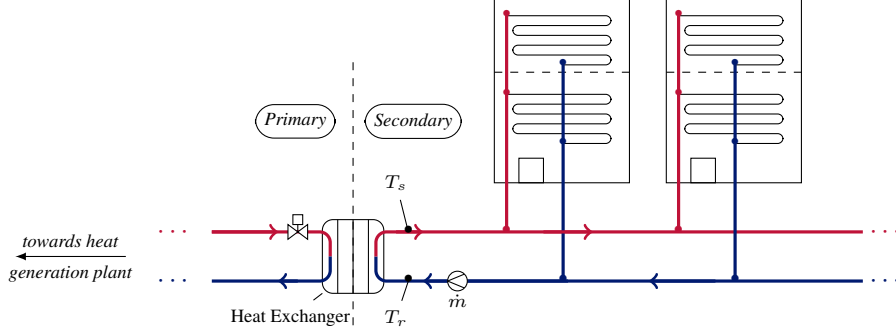 Primary
Secondary
T_s
towards heat
generation plant
Heat Exchanger
T_r
ṁ